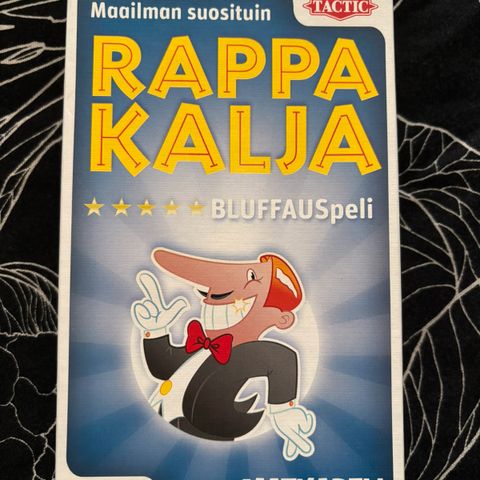 Maailman suosituin
TACTIC
RAPPA
KALJA
BLUFFAUSpeli